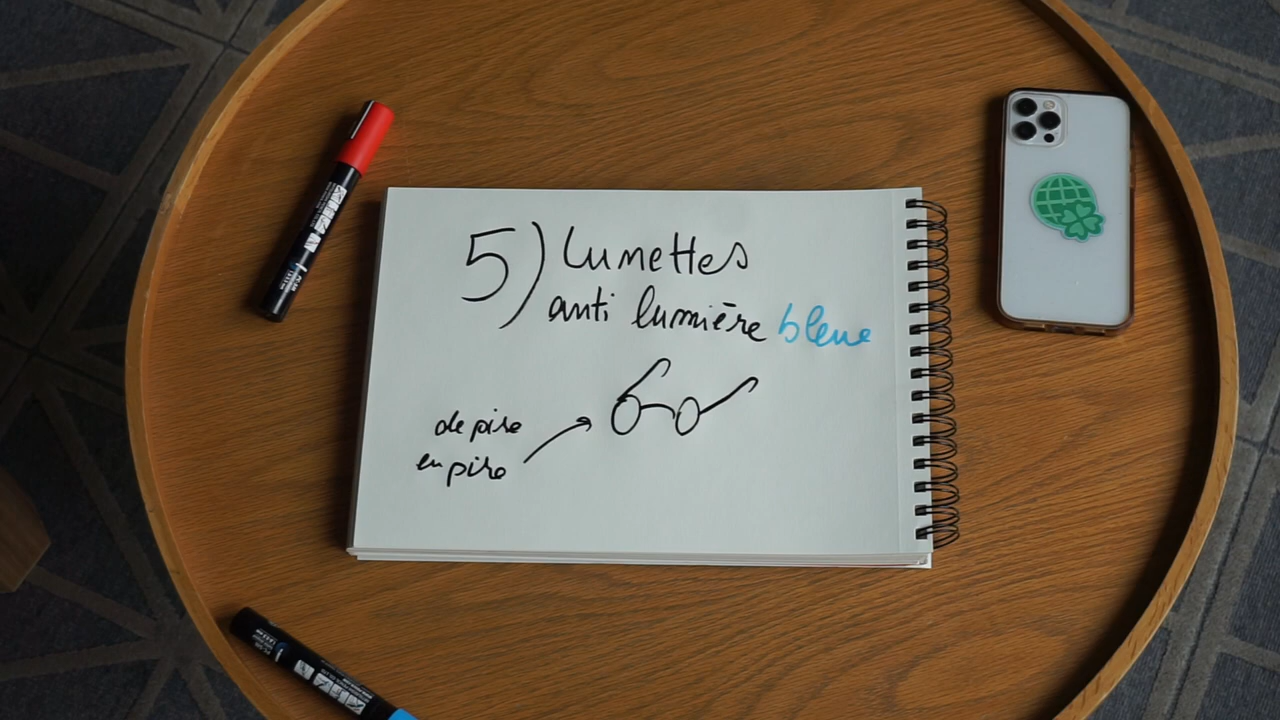 5) Lunettes
anti lumière bleue
de pire
en pire